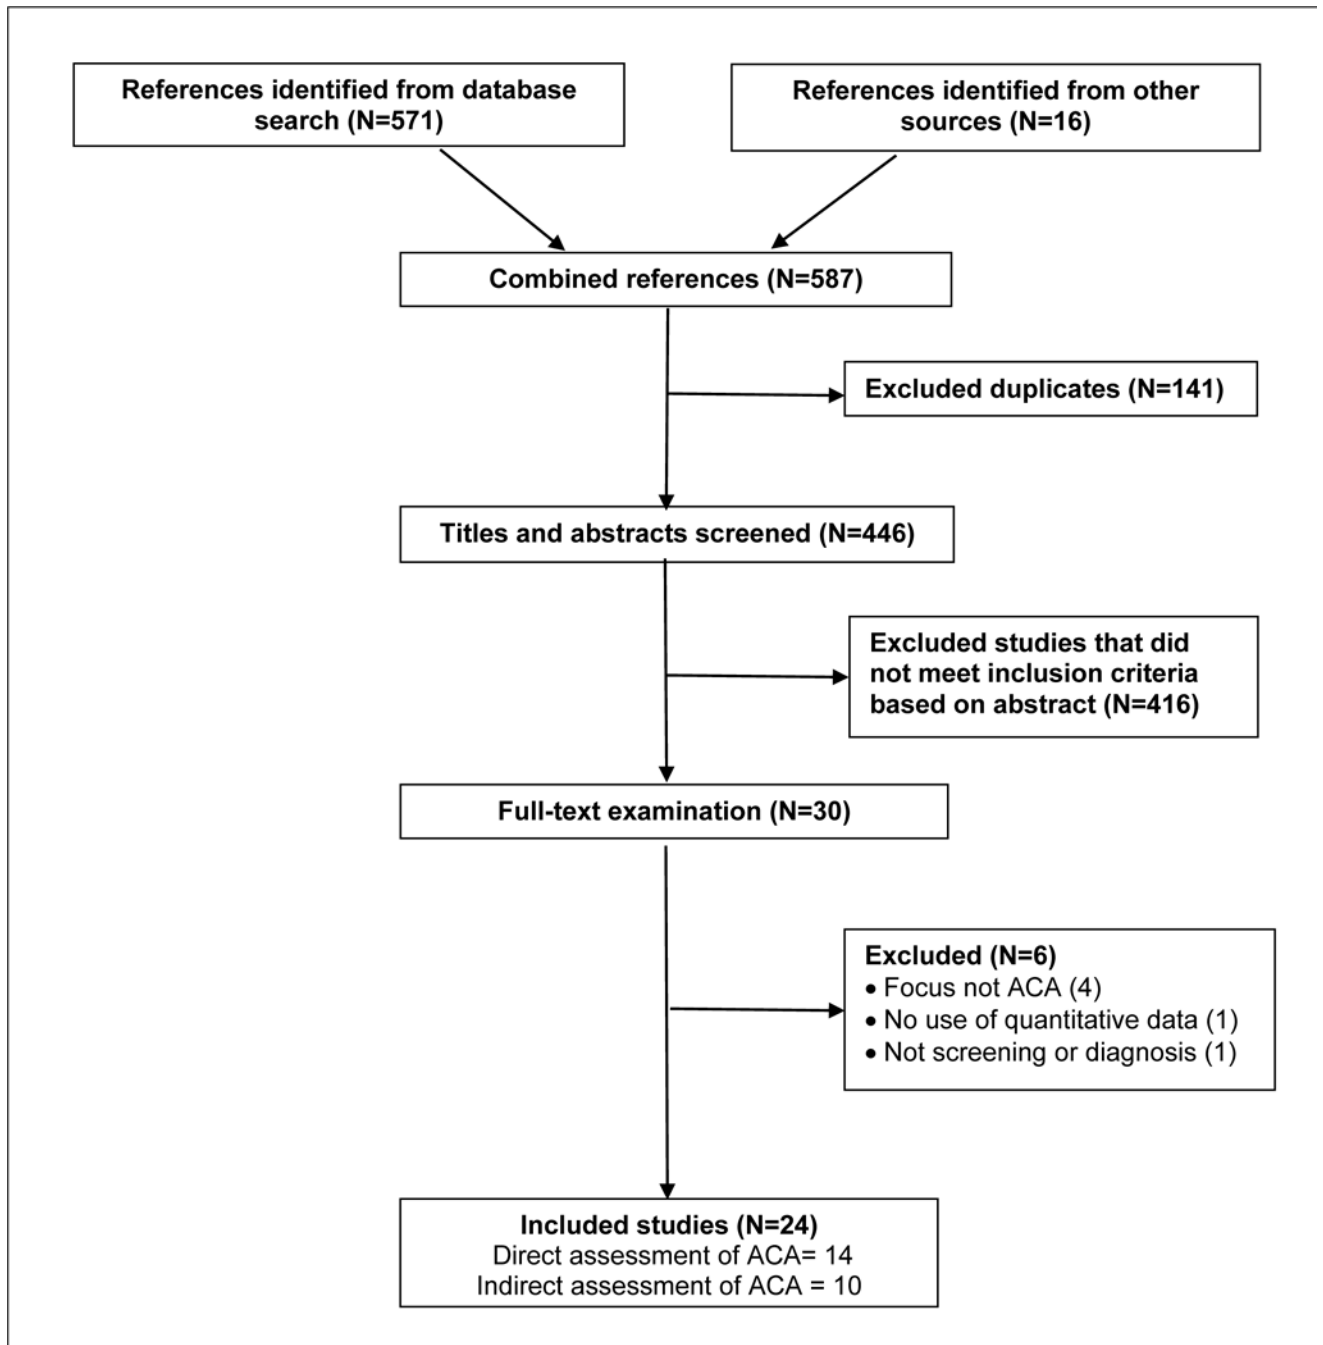 References identified from database
search (N=571)
References identified from other
sources (N=16)
Combined references (N=587)
Excluded duplicates (N=141)
Titles and abstracts screened (N=446)
Excluded studies that did
not meet inclusion criteria
based on abstract (N=416)
Full-text examination (N=30)
Excluded (N=6)
• Focus not ACA (4)
• No use of quantitative data (1)
• Not screening or diagnosis (1)
Included studies (N=24)
Direct assessment of ACA= 14
Indirect assessment of ACA = 10